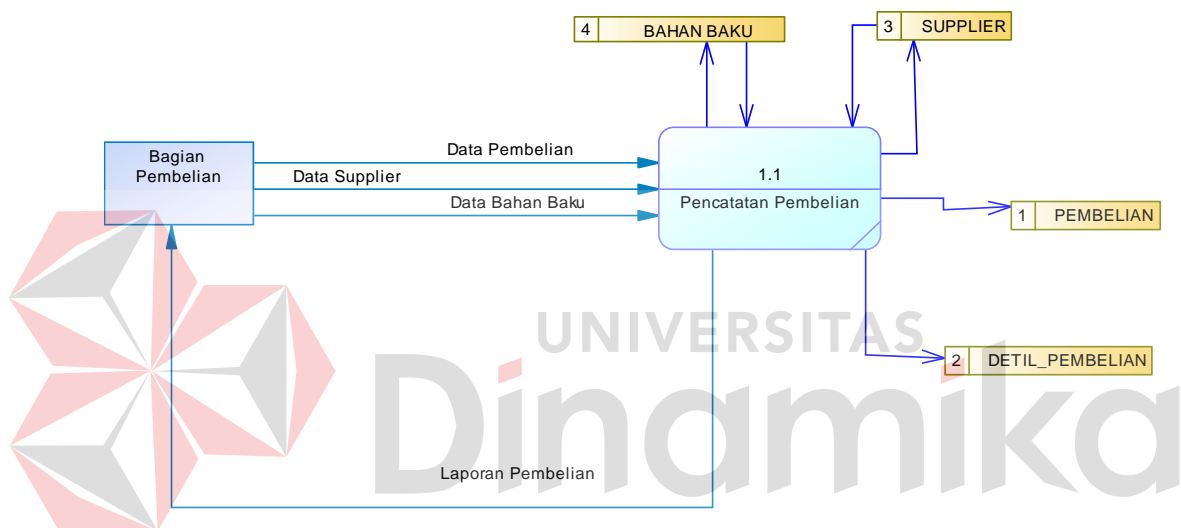 4 BAHAN BAKU
3 SUPPLIER
Bagian
Pembelian
Data Pembelian
Data Supplier
Data Bahan Baku
1.1
Pencatatan Pembelian
1 PEMBELIAN
2 DETIL_PEMBELIAN
Laporan Pembelian
UNIVERSITAS
Dinamika